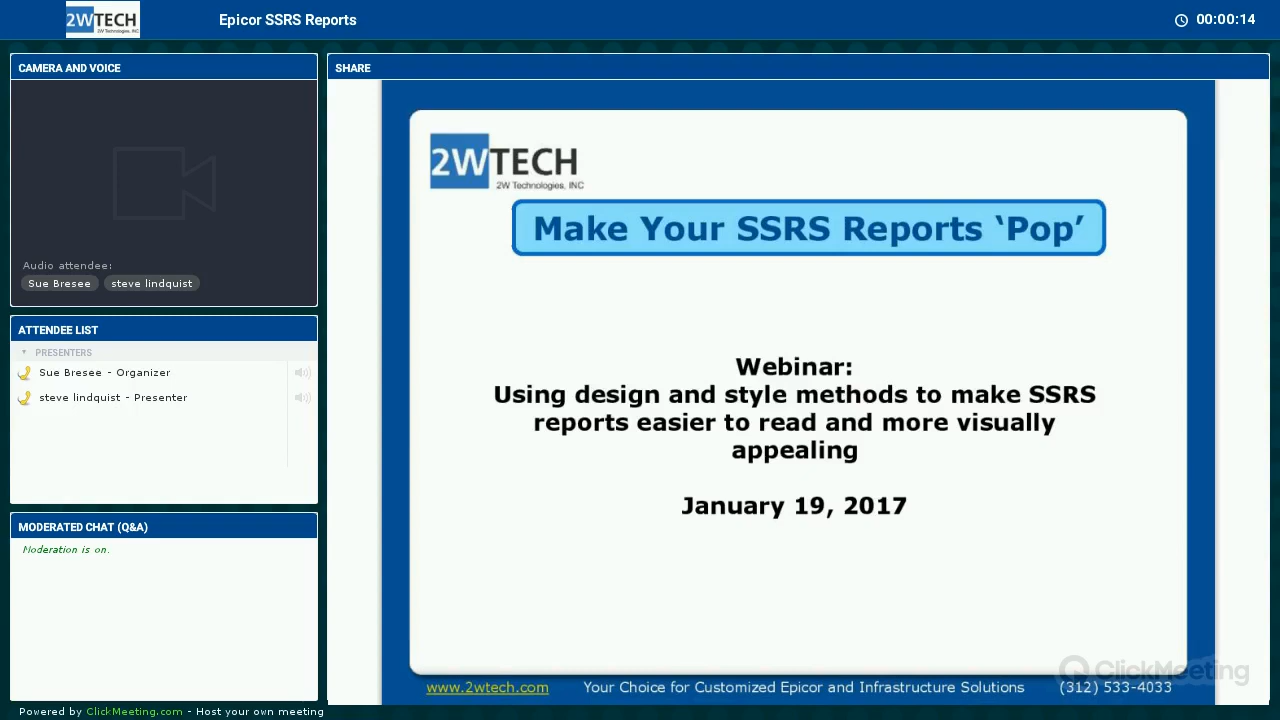 2WTECH
2W Technologies, INC
Epicor SSRS Reports
00:00:14
CAMERA AND VOICE
Audio attendee:
Sue Bresee
steve lindquist
ATTENDEE LIST
PRESENTERS
Sue Bresee - Organizer
steve lindquist - Presenter
MODERATED CHAT (Q&A)
Moderation is on.
SHARE
2WTECH
2W Technologies, INC
Make Your SSRS Reports ‘Pop’
Webinar:
Using design and style methods to make SSRS
reports easier to read and more visually
appealing
January 19, 2017
ClickMeeting
www.2wtech.com Your Choice for Customized Epicor and Infrastructure Solutions (312) 533-4033
Powered by ClickMeeting.com - Host your own meeting